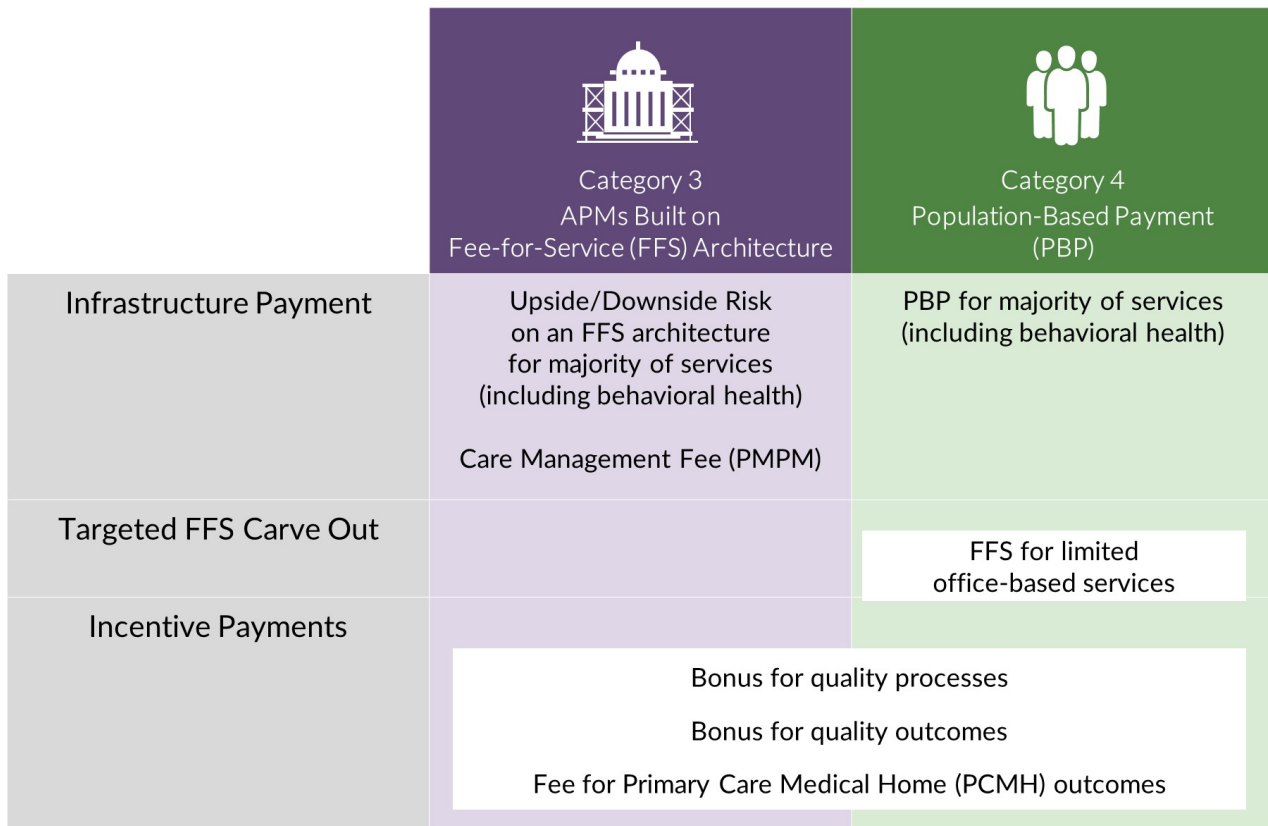 Category 3
APMs Built on
Fee-for-Service (FFS) Architecture
Category 4
Population-Based Payment
(PBP)
Infrastructure Payment
Upside/Downside Risk
on an FFS architecture
for majority of services
(including behavioral health)
Care Management Fee (PMPM)
PBP for majority of services
(including behavioral health)
Targeted FFS Carve Out
FFS for limited
office-based services
Incentive Payments
Bonus for quality processes
Bonus for quality outcomes
Fee for Primary Care Medical Home (PCMH) outcomes